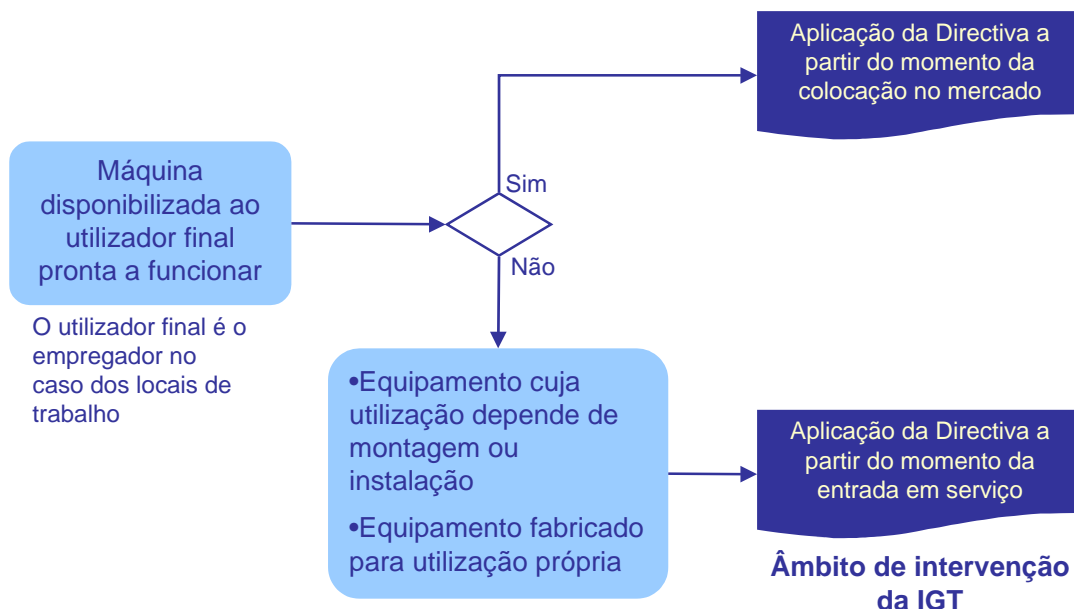 Aplicação da Directiva a
partir do momento da
colocação no mercado
Máquina
disponibilizada ao
utilizador final
pronta a funcionar
Sim
Não
O utilizador final é o
empregador no
caso dos locais de
trabalho
•Equipamento cuja
utilização depende de
montagem ou
instalação
•Equipamento fabricado
para utilização própria
Aplicação da Directiva a
partir do momento da
entrada em serviço
Âmbito de intervenção
da IGT